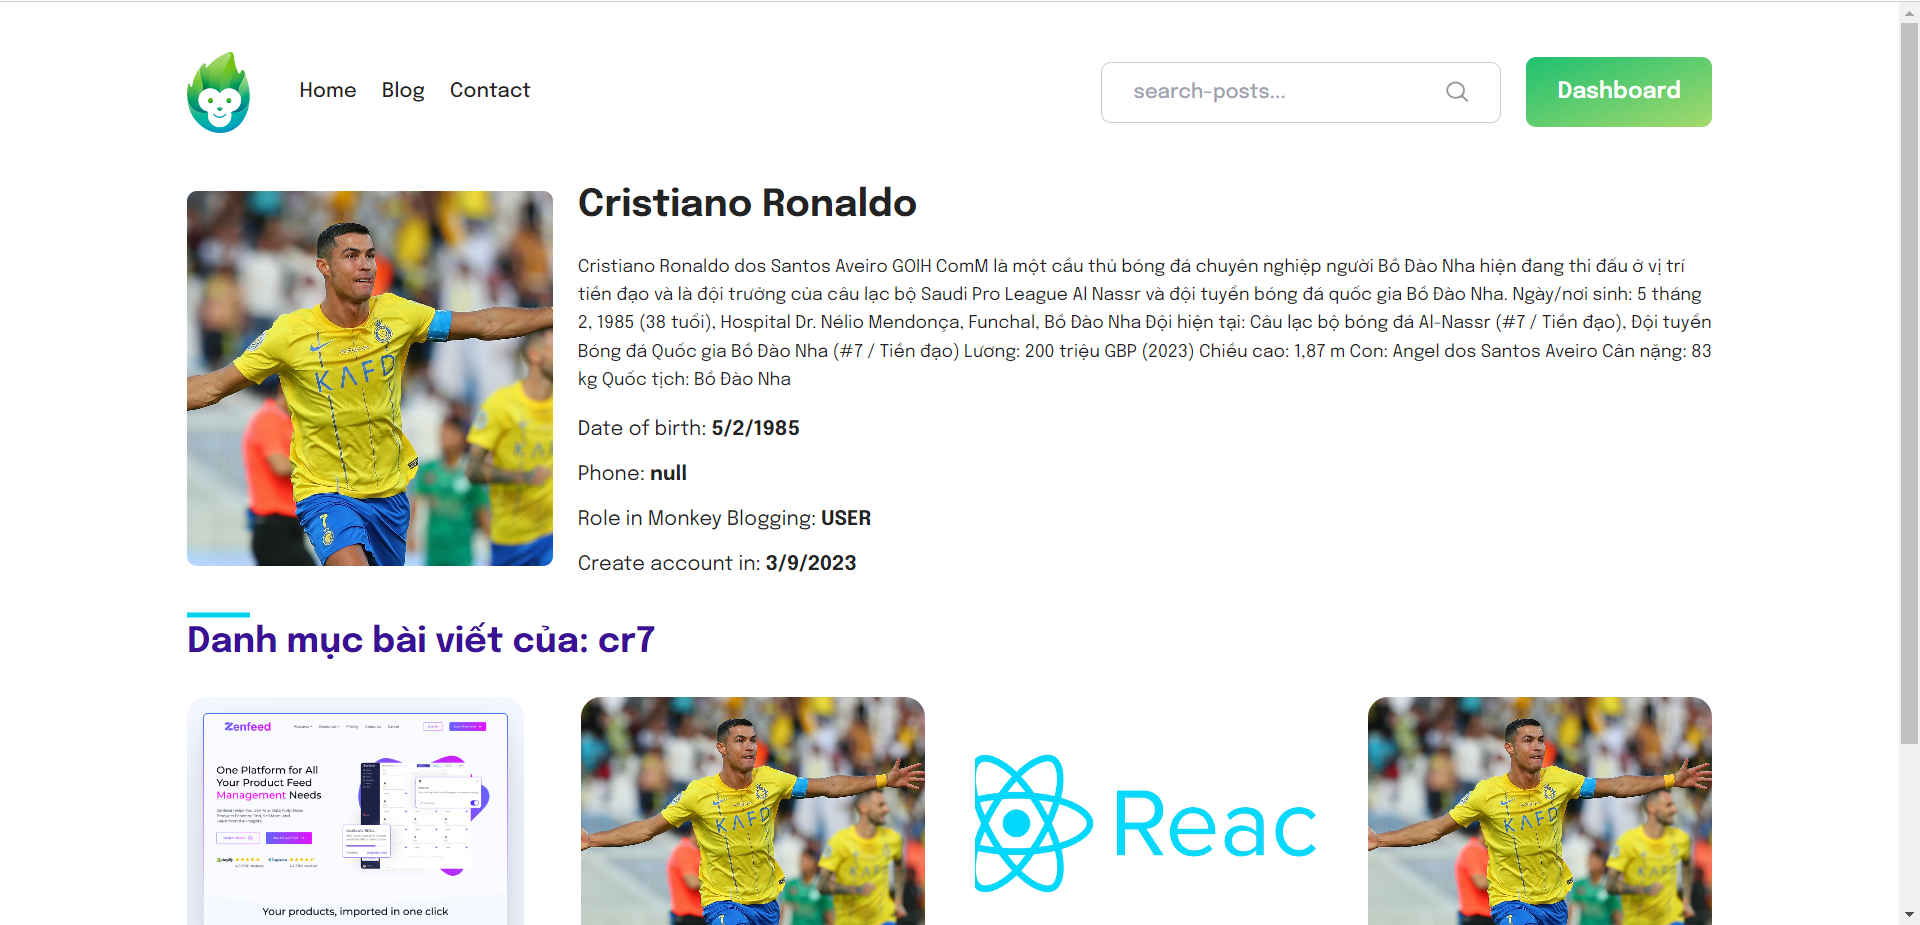 Home Blog Contact search-posts... Dashboard
Cristiano Ronaldo
Cristiano Ronaldo dos Santos Aveiro GOIH ComM là một cầu thủ bóng đá chuyên nghiệp người Bồ Đào Nha hiện đang thi đấu ở vị trí
tiền đạo và là đội trưởng của câu lạc bộ Saudi Pro League Al Nassr và đội tuyển bóng đá quốc gia Bồ Đào Nha. Ngày/nơi sinh: 5 tháng
2, 1985 (38 tuổi), Hospital Dr. Nélio Mendonça, Funchal, Bồ Đào Nha Đội hiện tại: Câu lạc bộ bóng đá Al-Nassr (#7 / Tiền đạo), Đội tuyển
Bóng đá Quốc gia Bồ Đào Nha (#7 / Tiền đạo) Lương: 200 triệu GBP (2023) Chiều cao: 1,87 m Con: Angel dos Santos Aveiro Cân nặng: 83
kg Quốc tịch: Bồ Đào Nha
KAFD
7
Date of birth: 5/2/1985
Phone: null
Role in Monkey Blogging: USER
Create account in: 3/9/2023
Danh mục bài viết của: cr7
Zenfeed
One Platform for All
Your Product Feed
Management Needs
Your products, imported in one click
KAFD
Reac
KAFD